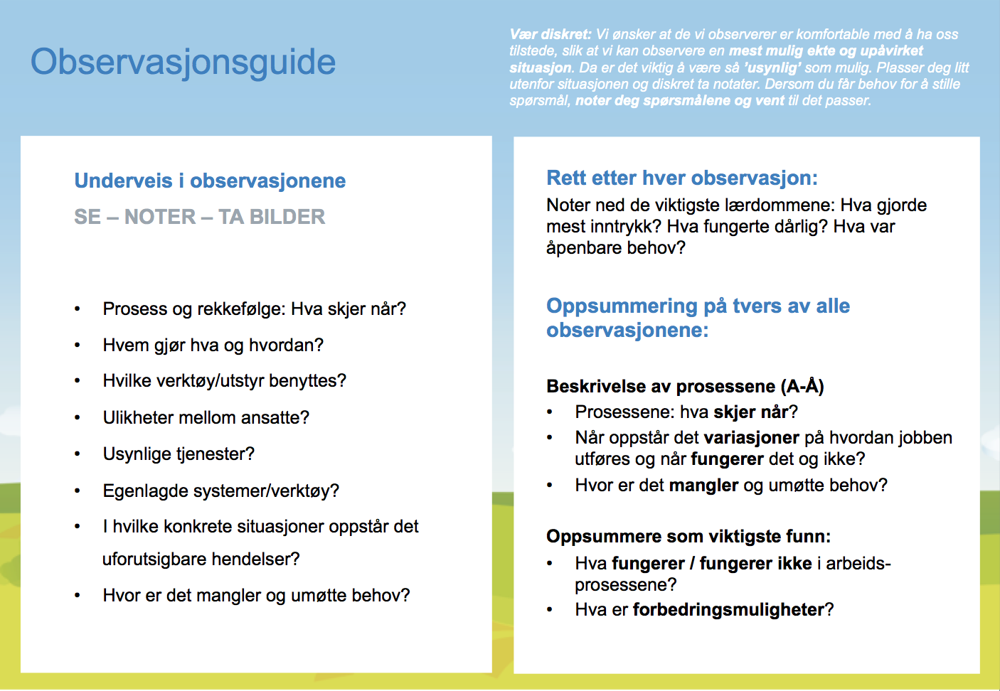 Observasjonsguide
Vær diskret: Vi ønsker at de vi observerer er komfortable med å ha oss
tilstede, slik at vi kan observere en mest mulig ekte og upåvirket
situasjon. Da er det viktig å være så ’usynlig’ som mulig. Plasser deg litt
utenfor situasjonen og diskret ta notater. Dersom du får behov for å stille
spørsmål, noter deg spørsmålene og vent til det passer.
Underveis i observasjonene
SE – NOTER – TA BILDER
• Prosess og rekkefølge: Hva skjer når?
• Hvem gjør hva og hvordan?
• Hvilke verktøy/utstyr benyttes?
• Ulikheter mellom ansatte?
• Usynlige tjenester?
• Egenlagde systemer/verktøy?
• I hvilke konkrete situasjoner oppstår det
uforutsigbare hendelser?
• Hvor er det mangler og umøtte behov?
Rett etter hver observasjon:
Noter ned de viktigste lærdommene: Hva gjorde
mest inntrykk? Hva fungerte dårlig? Hva var
åpenbare behov?
Oppsummering på tvers av alle
observasjonene:
Beskrivelse av prosessene (A-Å)
• Prosessene: hva skjer når?
• Når oppstår det variasjoner på hvordan jobben
utføres og når fungerer det og ikke?
• Hvor er det mangler og umøtte behov?
Oppsummere som viktigste funn:
• Hva fungerer / fungerer ikke i arbeids-
prosessene?
• Hva er forbedringsmuligheter?